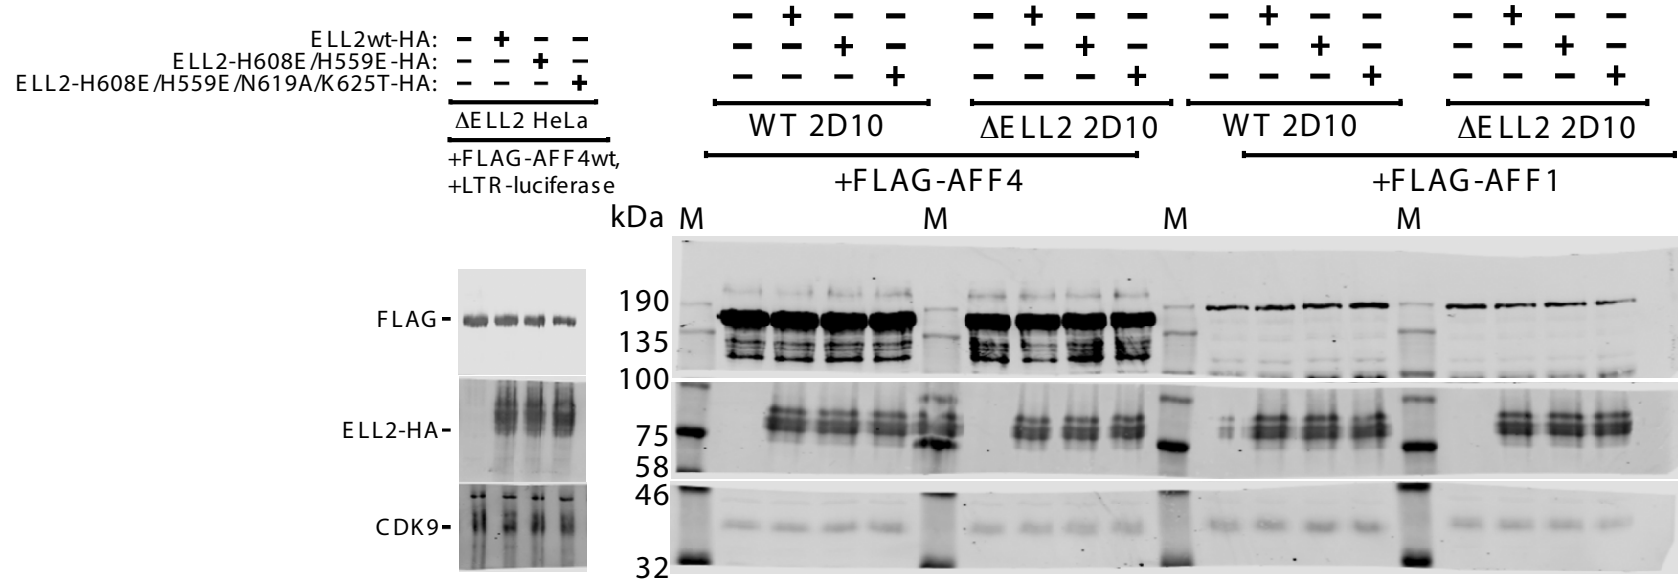 − + − − − + − − − + − − − + − −
ELL2wt-HA: − + − −
− − + − − − + − − − + − − − + −
ELL2-H608E/H559E-HA: − − + −
− − − + − − − + − − − + − − − +
ELL2-H608E/H559E/N619A/K625T-HA: − − − +
ΔELL2 HeLa
WT 2D10 ΔELL2 2D10 WT 2D10 ΔELL2 2D10
+FLAG-AFF4wt,
+LTR-luciferase
+FLAG-AFF4 +FLAG-AFF1
kDa M M M M
190
FLAG-
135
100
ELL2-HA-
75
58
46
CDK9-
32